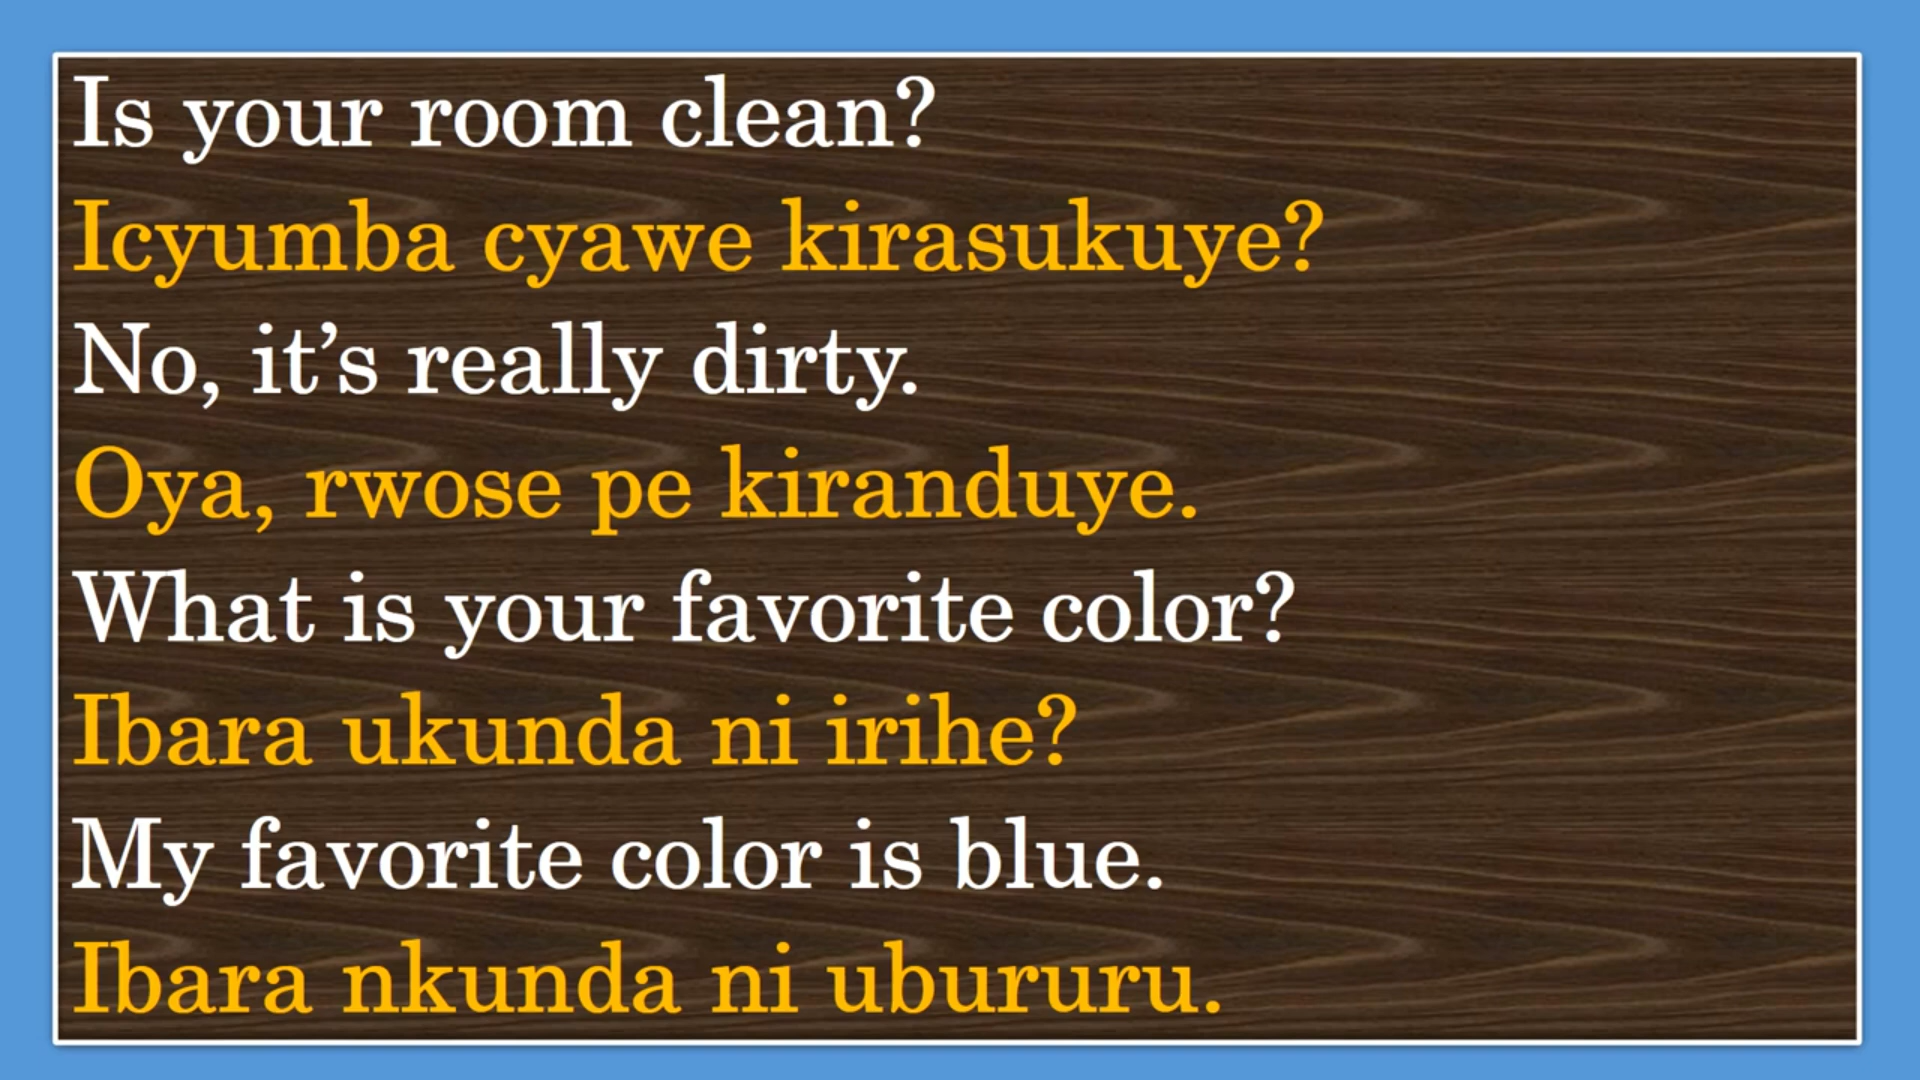 Is your room clean?
Icyumba cyawe kirasukuye?
No, it’s really dirty.
Oya, rwose pe kiranduye.
What is your favorite color?
Ibara ukunda ni irihe?
My favorite color is blue.
Ibara nkunda ni ubururu.